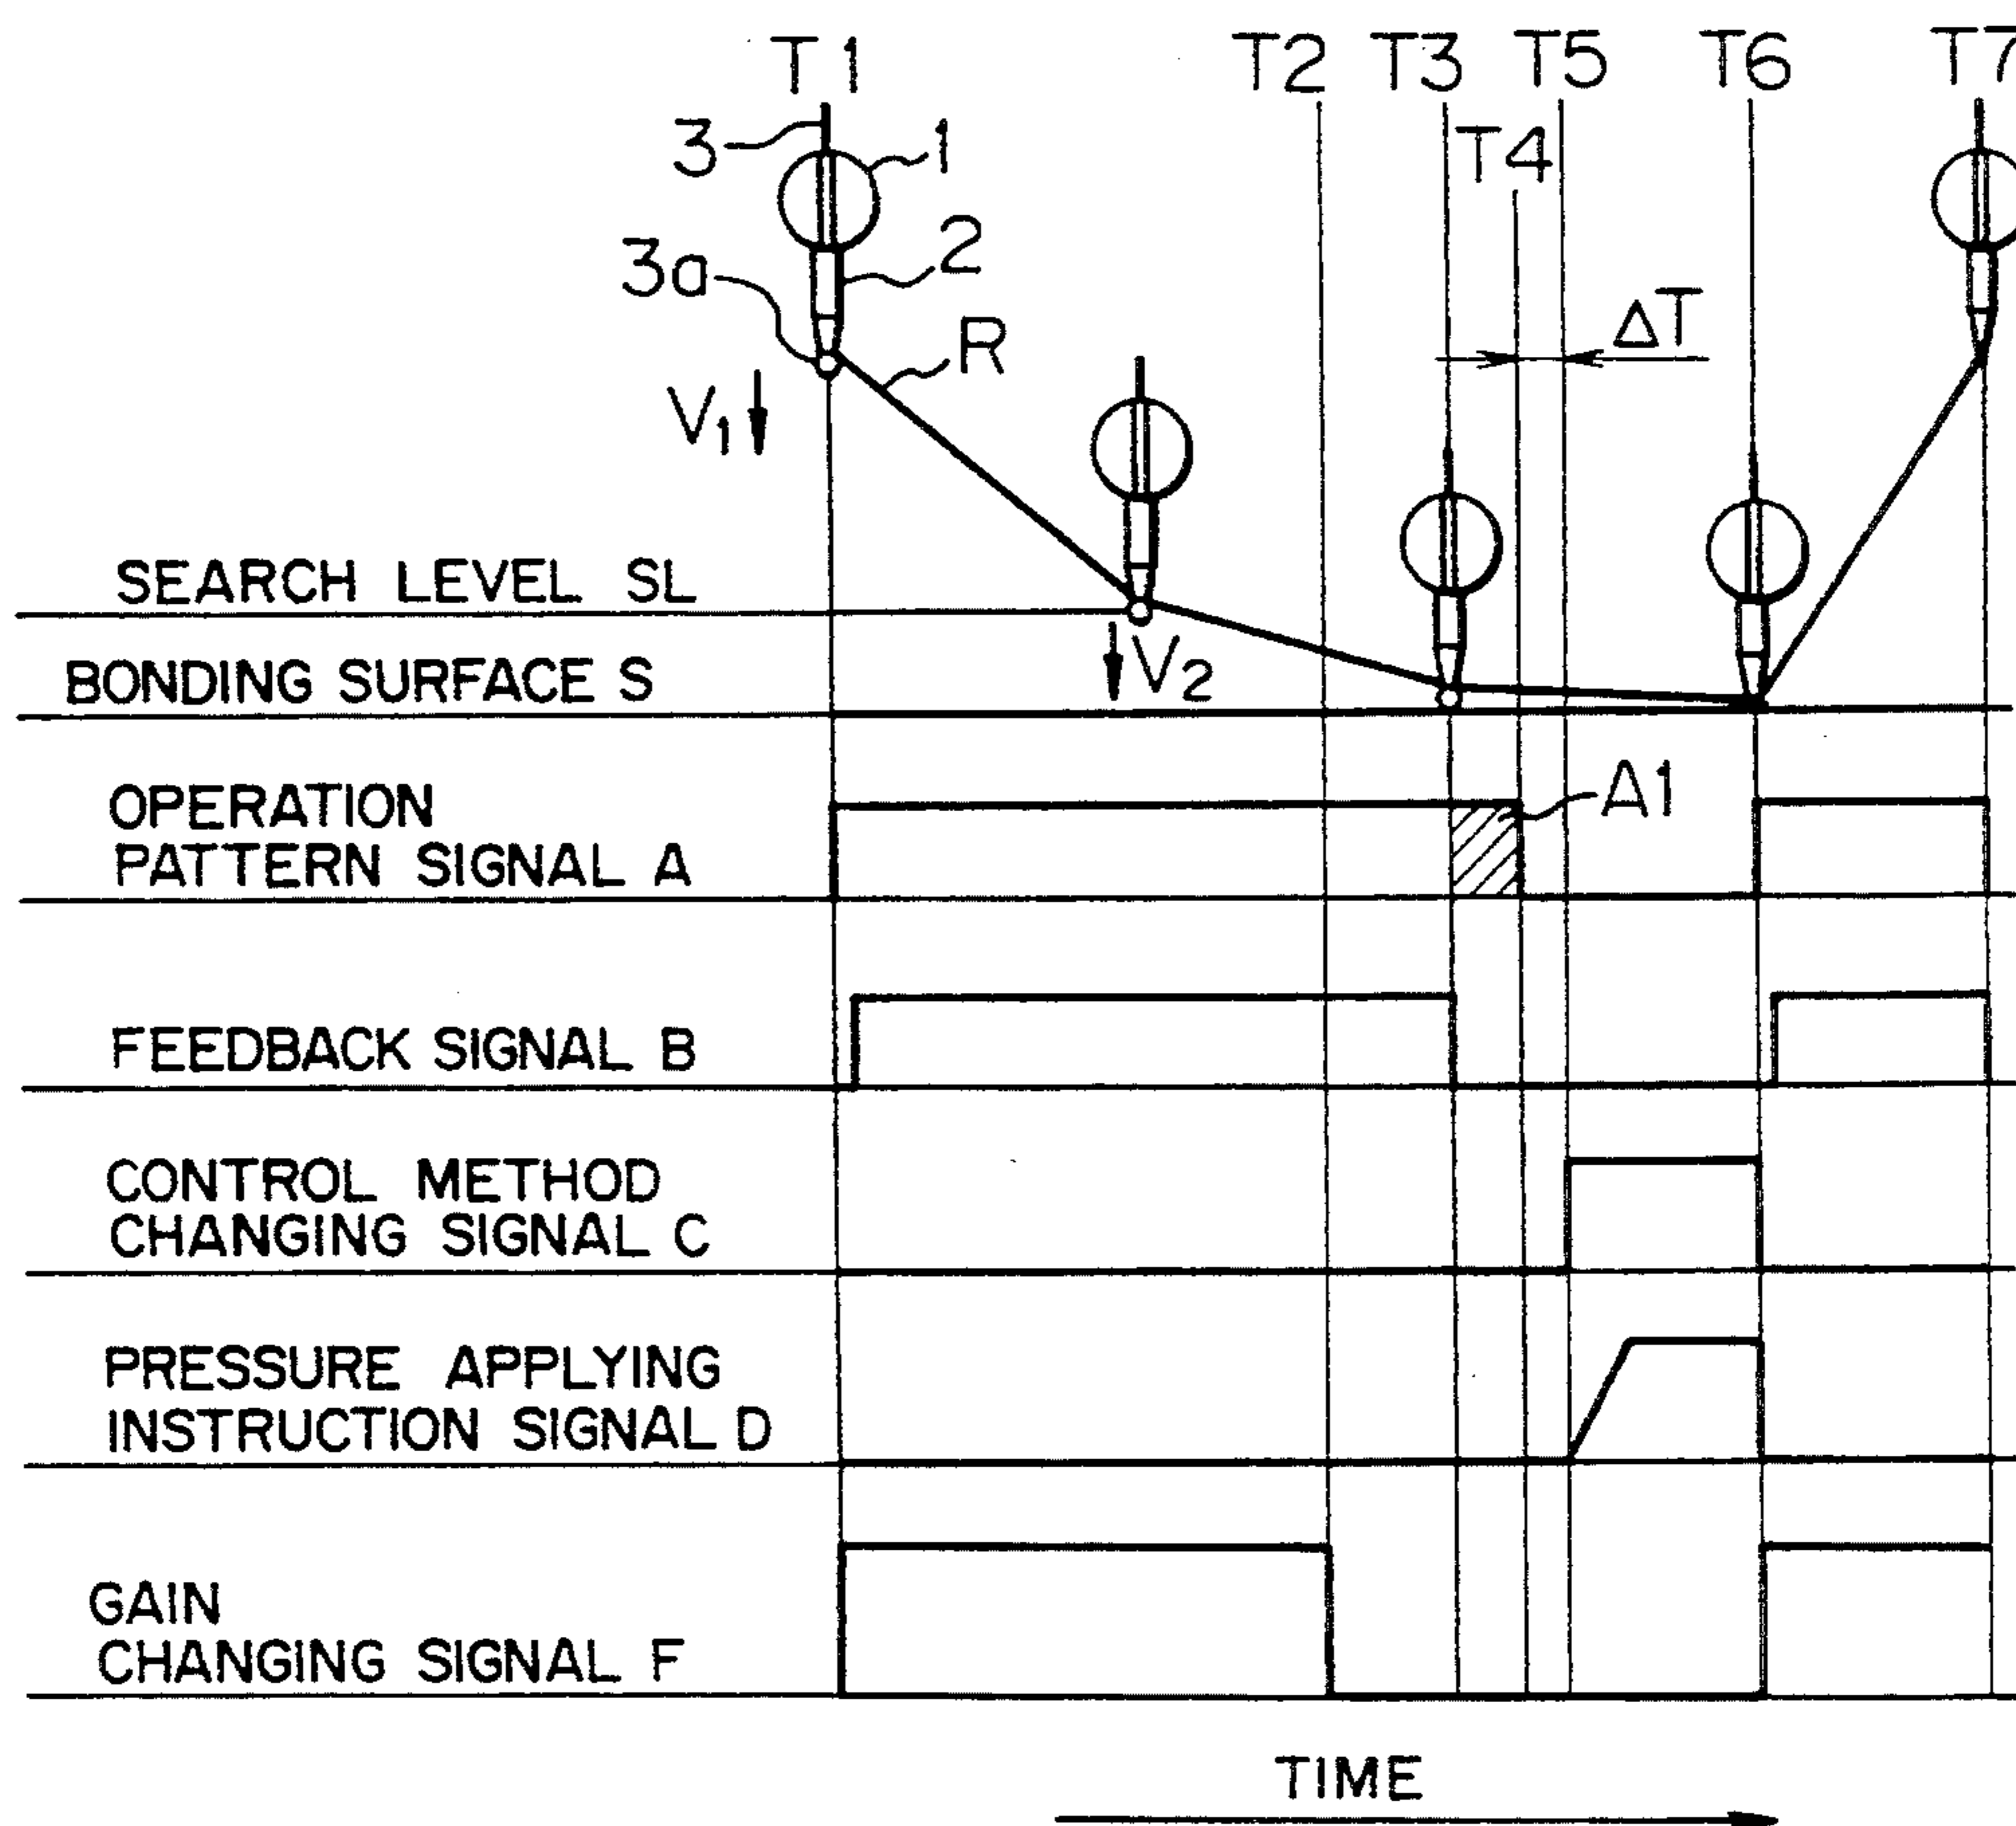 T1 T2 T3 T5 T6 T7
T4
3 1
3a 2
ΔT
R
V1
SEARCH LEVEL SL
V2
BONDING SURFACE S
A1
OPERATION
PATTERN SIGNAL A
FEEDBACK SIGNAL B
CONTROL METHOD
CHANGING SIGNAL C
PRESSURE APPLYING
INSTRUCTION SIGNAL D
GAIN
CHANGING SIGNAL F
TIME